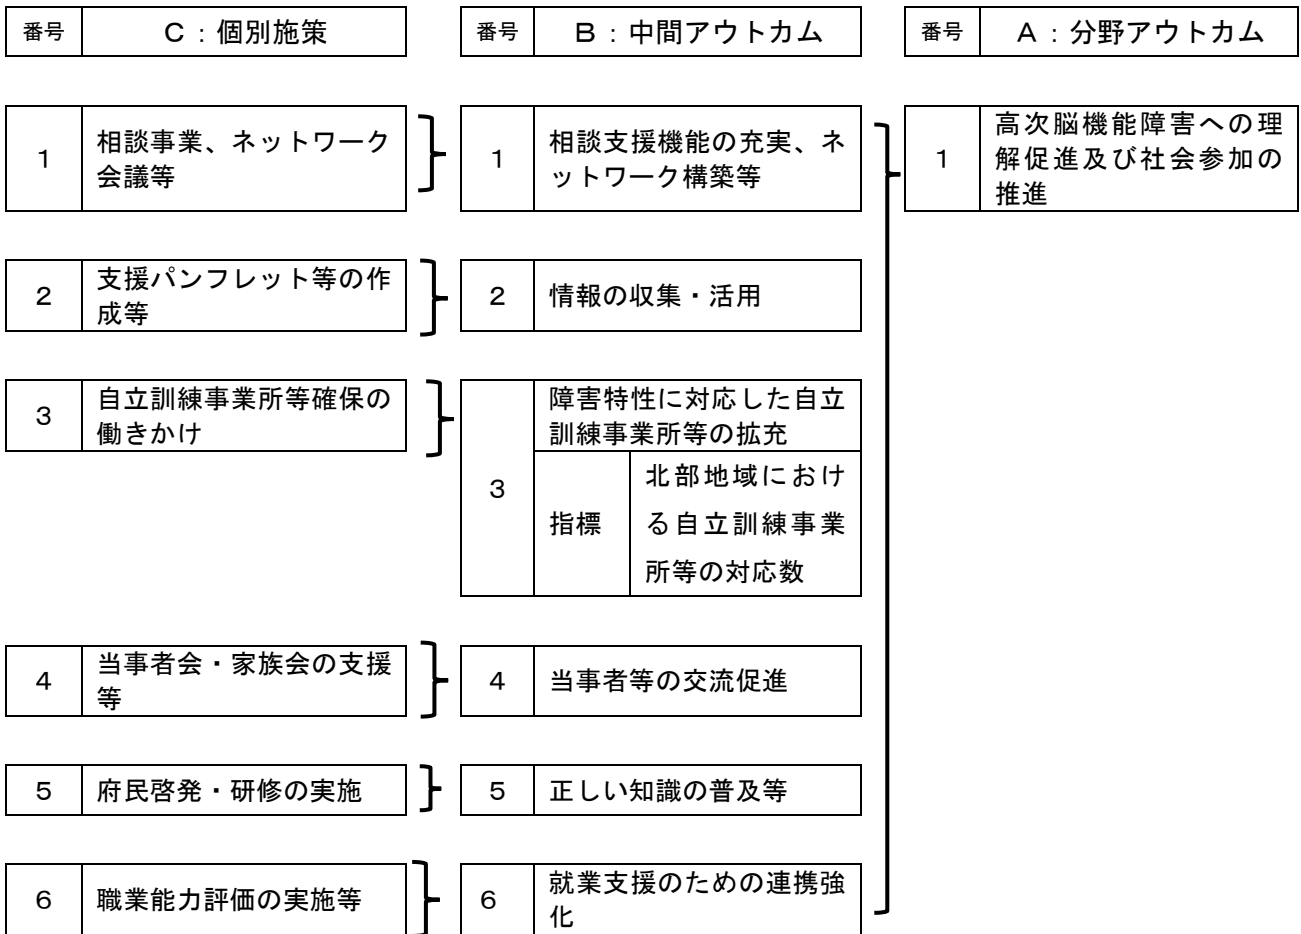 番号 C:個別施策 番号 B:中間アウトカム 番号 A:分野アウトカム
1
相談事業、ネットワーク
会議等
1
相談支援機能の充実、ネ
ットワーク構築等
1
高次脳機能障害への理
解促進及び社会参加の
推進
2
支援パンフレット等の作
成等
2
情報の収集・活用
3
自立訓練事業所等確保の
働きかけ
3
障害特性に対応した自立
訓練事業所等の拡充
指標
北部地域におけ
る自立訓練事業
所等の対応数
4
当事者会・家族会の支援
等
4
当事者等の交流促進
5
府民啓発・研修の実施
5
正しい知識の普及等
6
職業能力評価の実施等
6
就業支援のための連携強
化